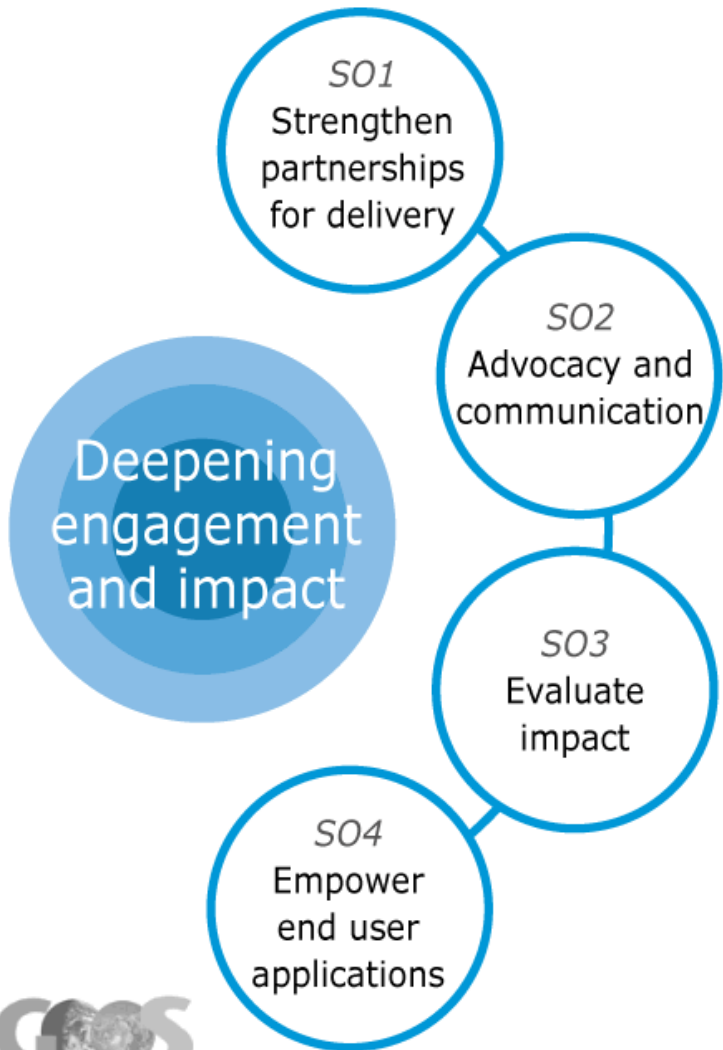 SO1
Strengthen
partnerships
for delivery
SO2
Advocacy and
communication
Deepening
engagement
and impact
SO3
Evaluate
impact
SO4
Empower
end user
applications